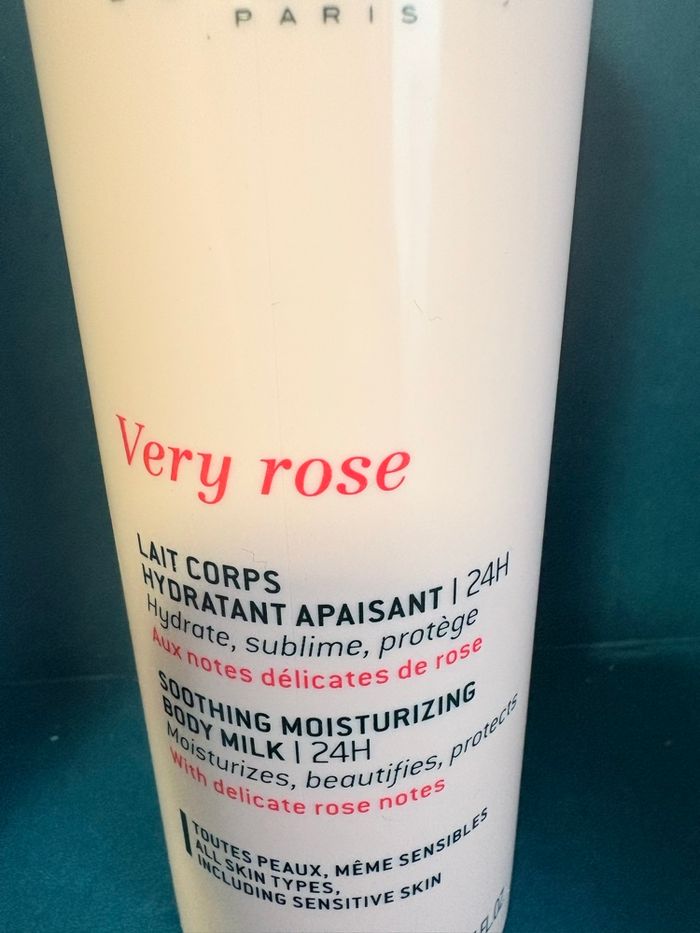 PARIS
Very rose
LAIT CORPS
HYDRATANT APAISANT | 24H
Hydrate, sublime, protège
Aux notes délicates de rose
SOOTHING MOISTURIZING
BODY MILK | 24H
Moisturizes, beautifies, protects
With delicate rose notes
TOUTES PEAUX, MÊME SENSIBLES
ALL SKIN TYPES,
INCLUDING SENSITIVE SKIN
FL.OZ